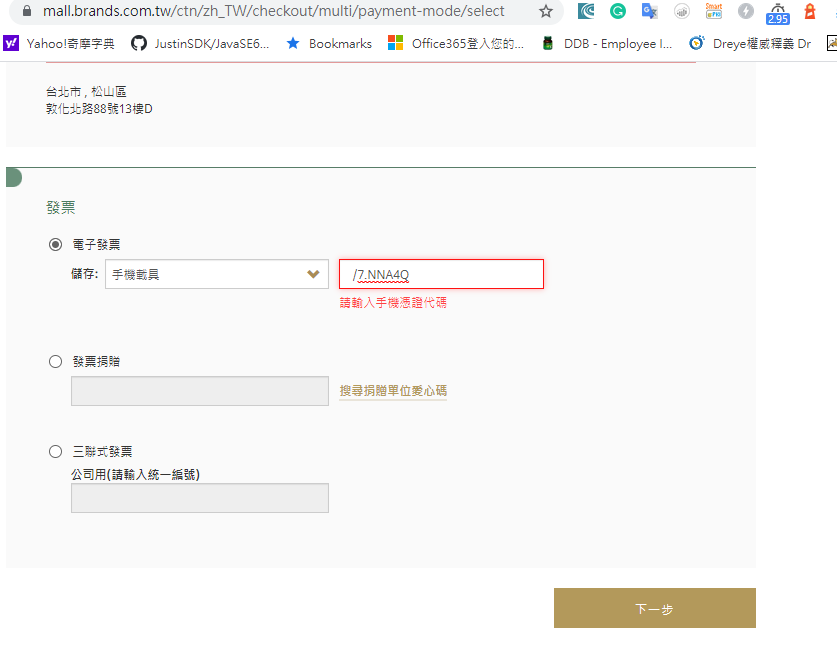 mall.brands.com.tw/ctn/zh_TW/checkout/multi/payment-mode/select
2.95
Yahoo!奇摩字典
JustinSDK/JavaSE6...
Bookmarks
Office365登入您的...
DDB - Employee I...
Dreye權威釋義 Dr
台北市 , 松山區
敦化北路88號13樓D
發票
電子發票
儲存:
手機載具
/7.NNA4Q
請輸入手機憑證代碼
發票捐贈
搜尋捐贈單位愛心碼
三聯式發票
公司用(請輸入統一編號)
下一步